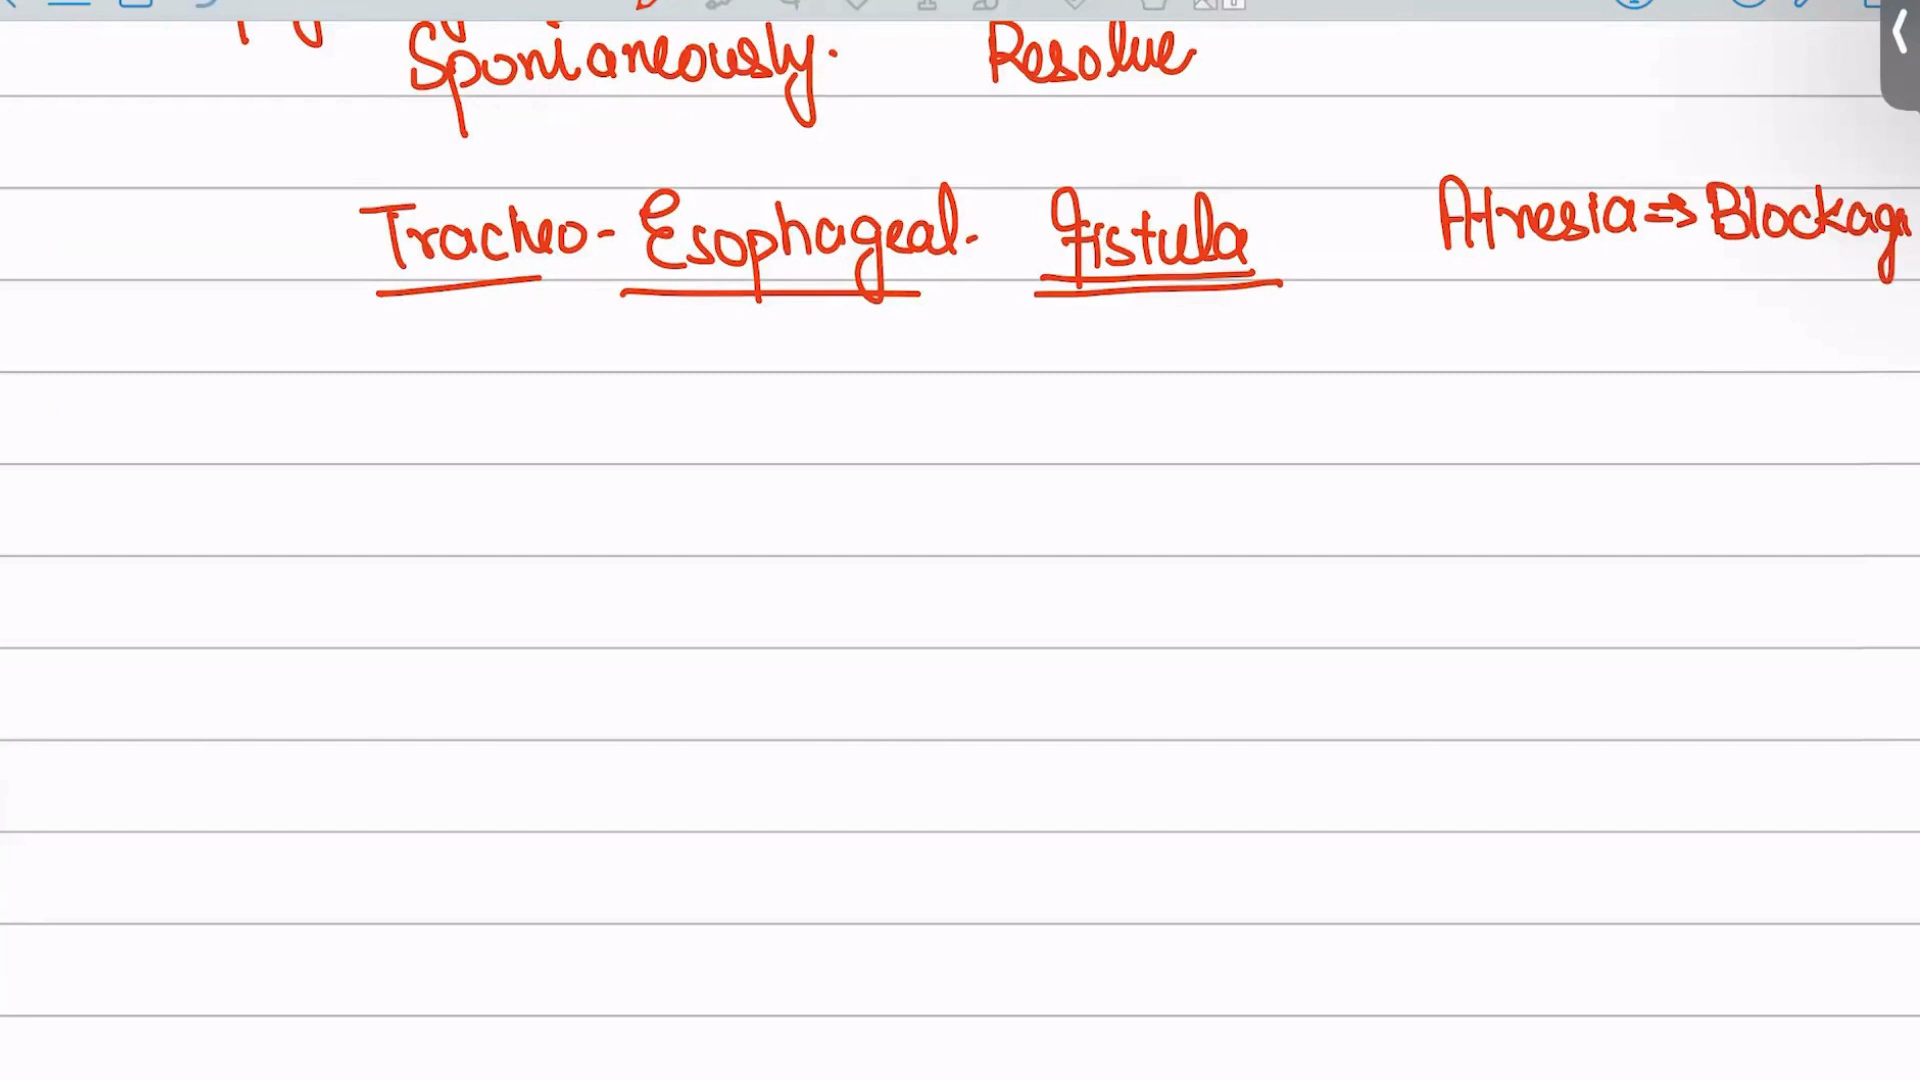 Spontaneously. Resolve
Tracheo-Esophageal- Fistula Atresia => Blockage